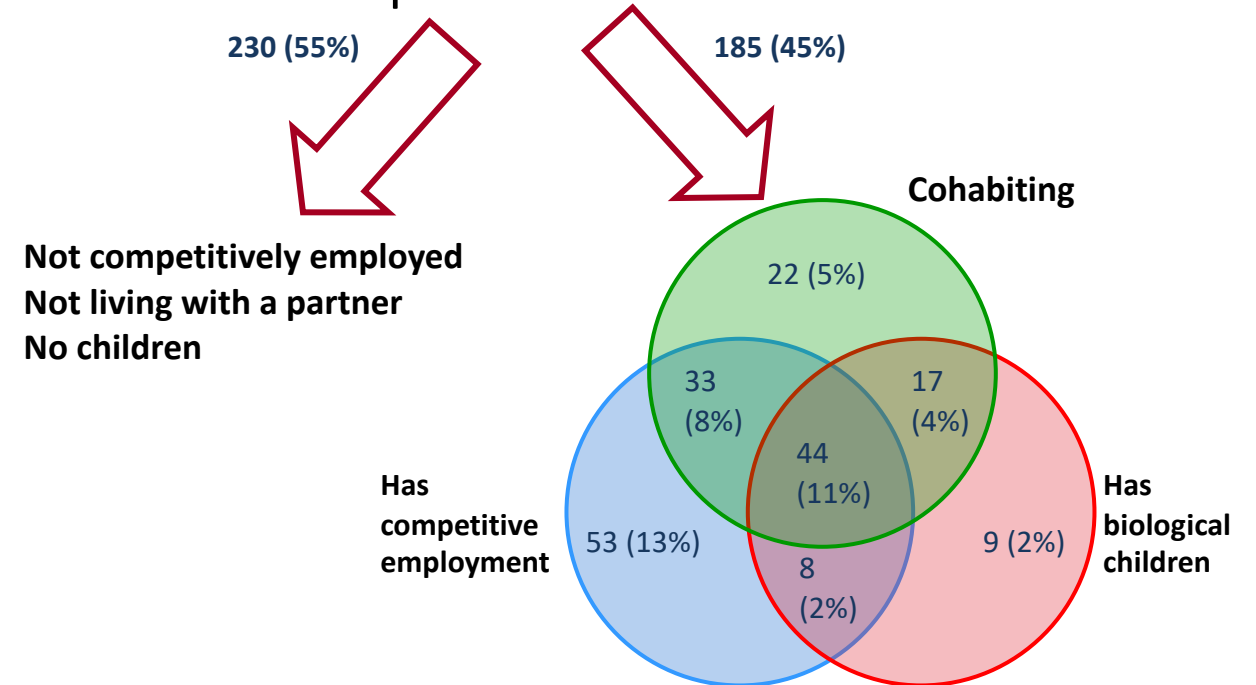 230 (55%)
185 (45%)
Cohabiting
Not competitively employed
Not living with a partner
No children
22 (5%)
33
(8%)
17
(4%)
44
(11%)
Has
competitive
employment
53 (13%)
8
(2%)
9 (2%)
Has
biological
children